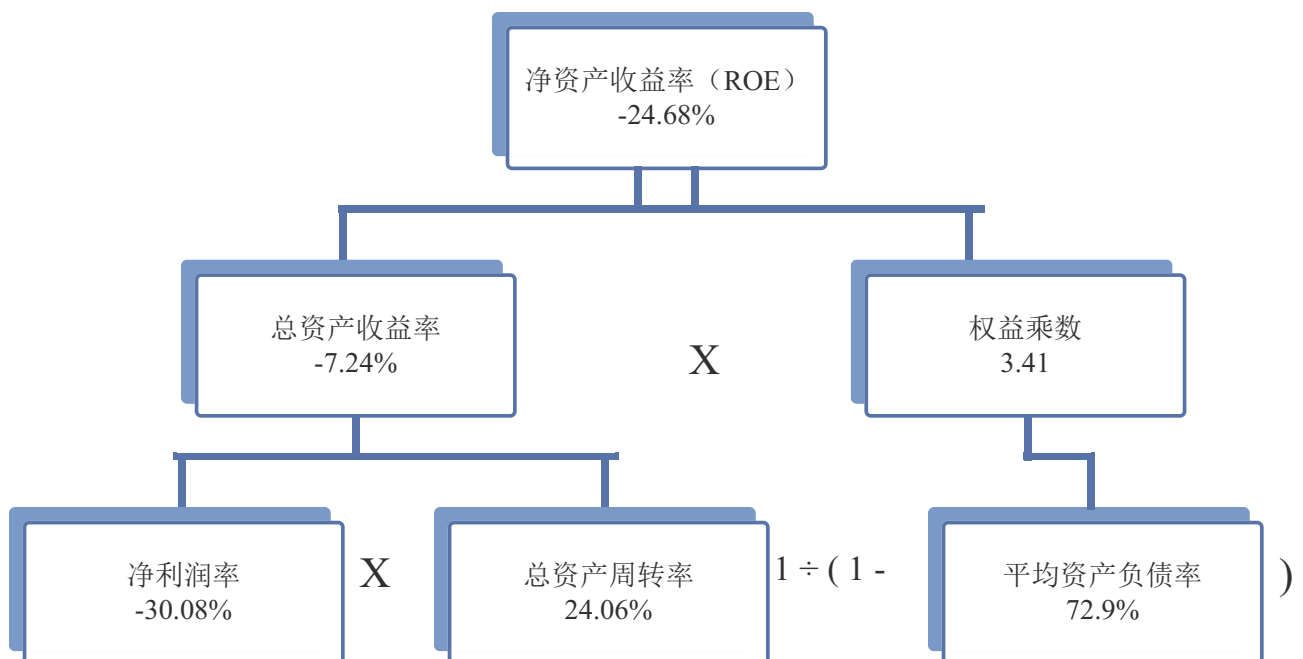 净资产收益率（ROE）
-24.68%
总资产收益率
-7.24%
X
权益乘数
3.41
净利润率
-30.08%
X
总资产周转率
24.06%
1 ÷ ( 1 -
平均资产负债率
72.9%
)